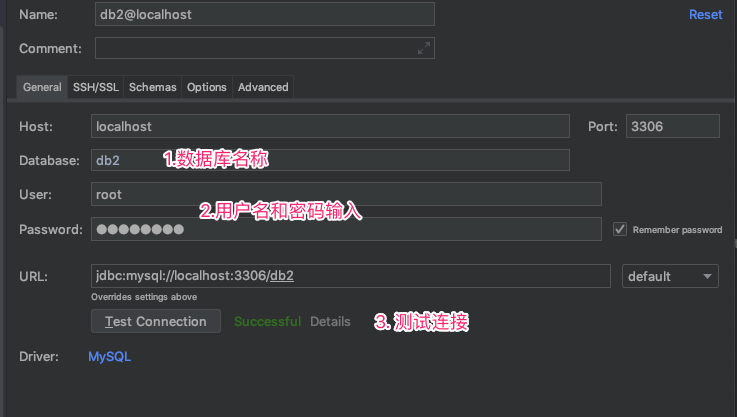 Name: db2@localhost Reset
Comment:
General SSH/SSL Schemas Options Advanced
Host: localhost Port: 3306
Database: db2 1.数据库名称
User: root
2.用户名和密码输入
Password: ●●●●●●●● Remember password
URL: jdbc:mysql://localhost:3306/db2 default
Overrides settings above
Test Connection Successful Details 3. 测试连接
Driver: MySQL